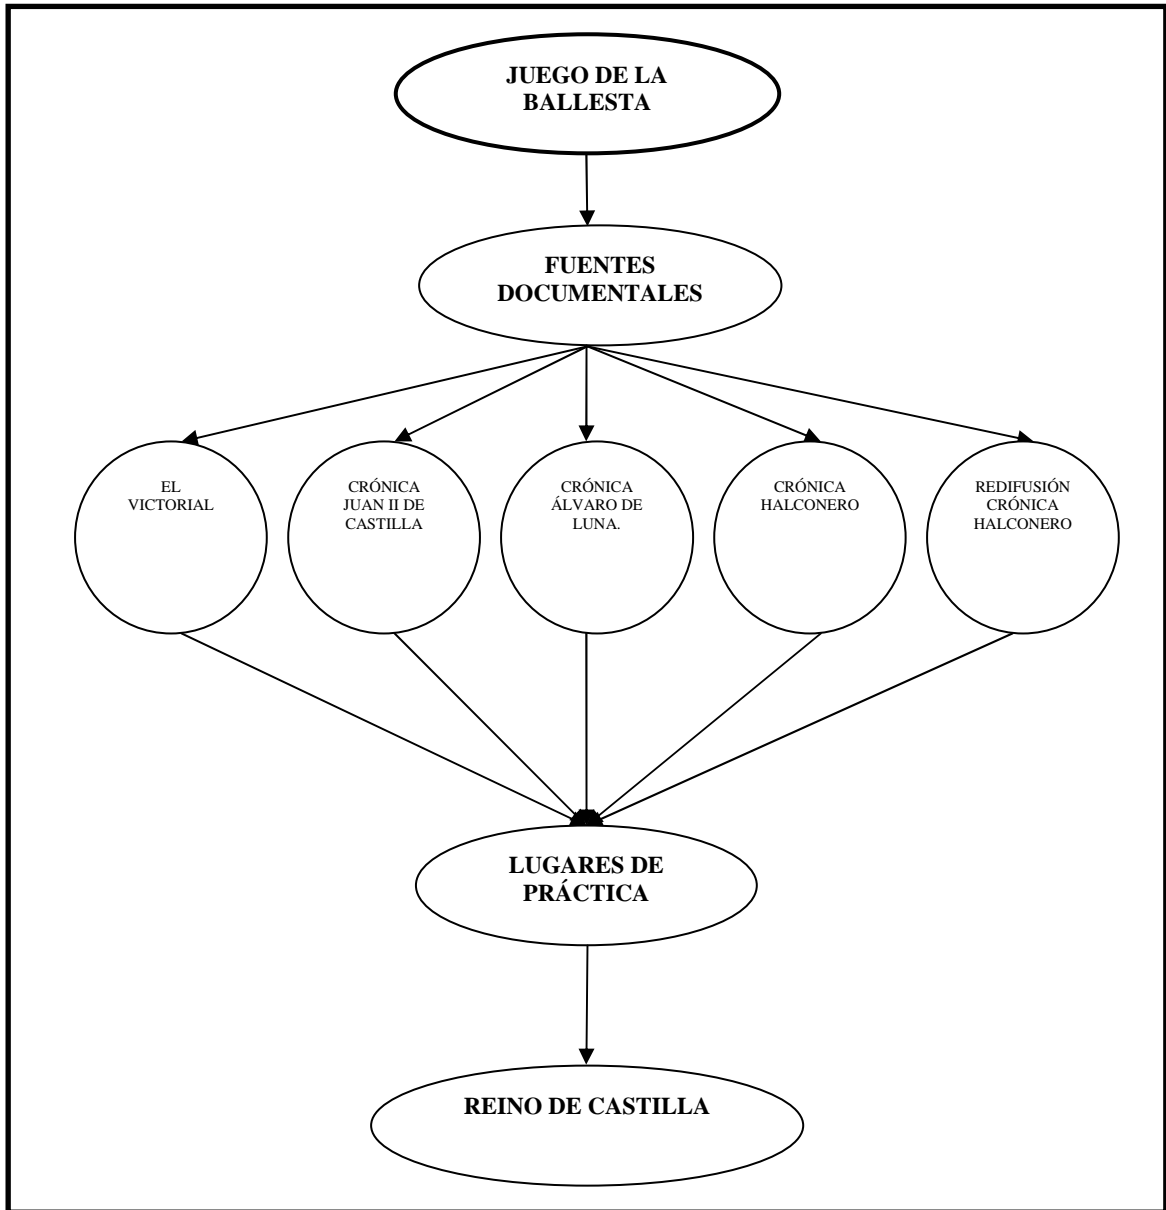 JUEGO DE LA
BALLESTA
FUENTES
DOCUMENTALES
EL
VICTORIAL
CRÓNICA
JUAN II DE
CASTILLA
CRÓNICA
ÁLVARO DE
LUNA.
CRÓNICA
HALCONERO
REDIFUSIÓN
CRÓNICA
HALCONERO
LUGARES DE
PRÁCTICA
REINO DE CASTILLA